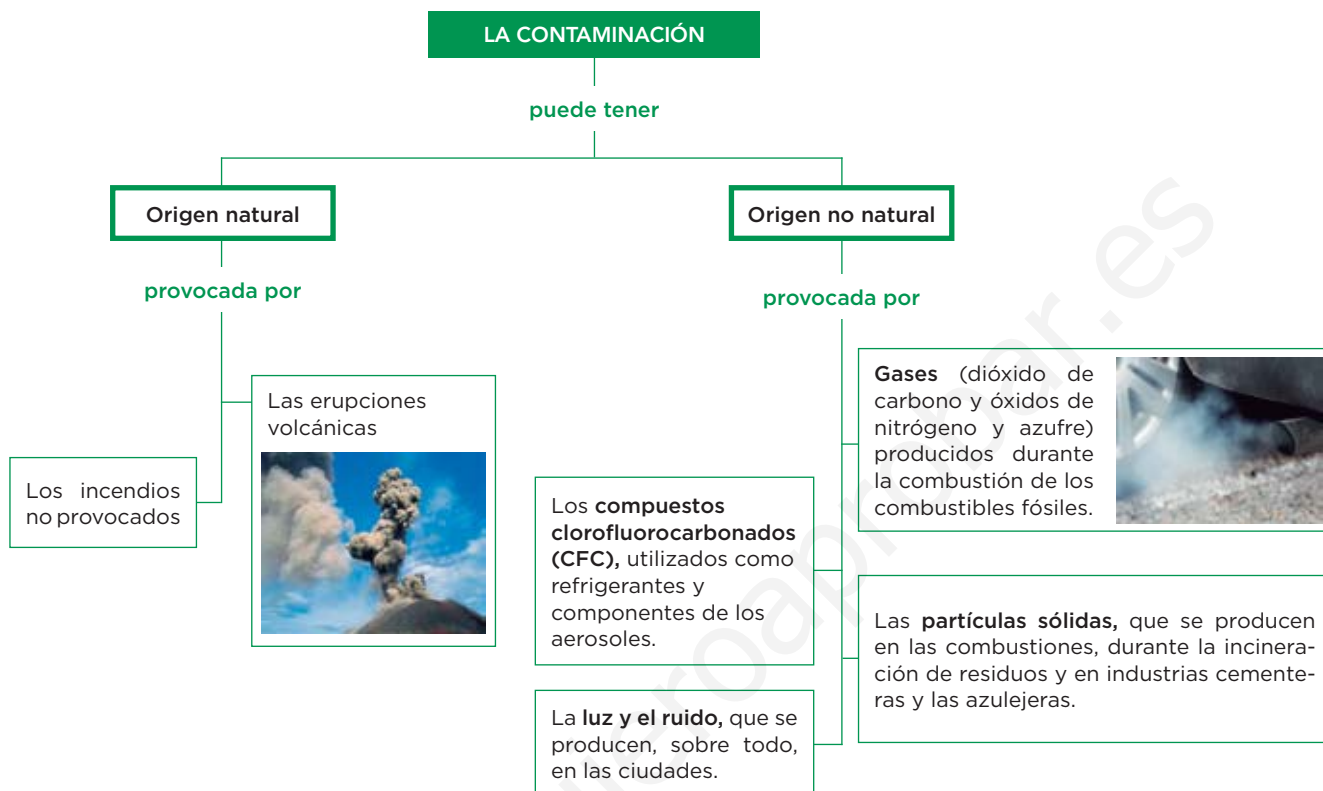 LA CONTAMINACIÓN
puede tener
Origen natural
provocada por
Los incendios
no provocados
Las erupciones
volcánicas
Origen no natural
provocada por
Gases (dióxido de
carbono y óxidos de
nitrógeno y azufre)
producidos durante
la combustión de los
combustibles fósiles.
Los compuestos
clorofluorocarbonados
(CFC), utilizados como
refrigerantes y
componentes de los
aerosoles.
Las partículas sólidas, que se producen
en las combustiones, durante la incinera-
ción de residuos y en industrias cemente-
ras y las azulejeras.
La luz y el ruido, que se
producen, sobre todo,
en las ciudades.
ueroaprobar.es